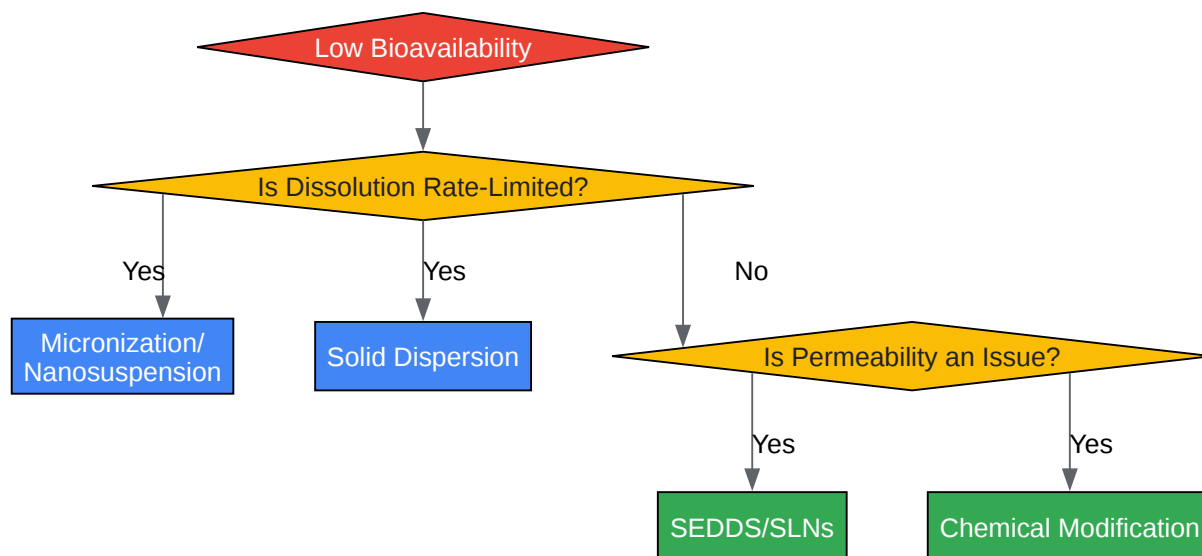 Low Bioavailability
Is Dissolution Rate-Limited?
Yes
Yes
No
Micronization/
Nanosuspension
Solid Dispersion
Is Permeability an Issue?
Yes
Yes
SEDDS/SLNs
Chemical Modification